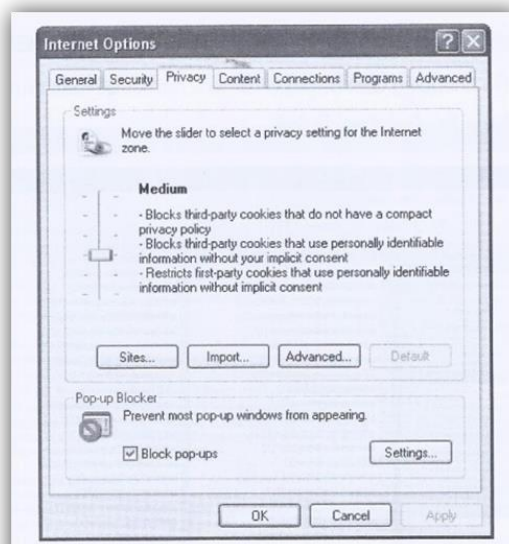 Internet Options
General Security Privacy Content Connections Programs Advanced
Settings
Move the slider to select a privacy setting for the Internet
zone.
Medium
- Blocks third-party cookies that do not have a compact
privacy policy
- Blocks third-party cookies that use personally identifiable
information without your implicit consent
- Restricts first-party cookies that use personally identifiable
information without implicit consent
Sites... Import... Advanced... Default
Pop-up Blocker
Prevent most pop-up windows from appearing.
Block pop-ups
Settings...
OK Cancel Apply